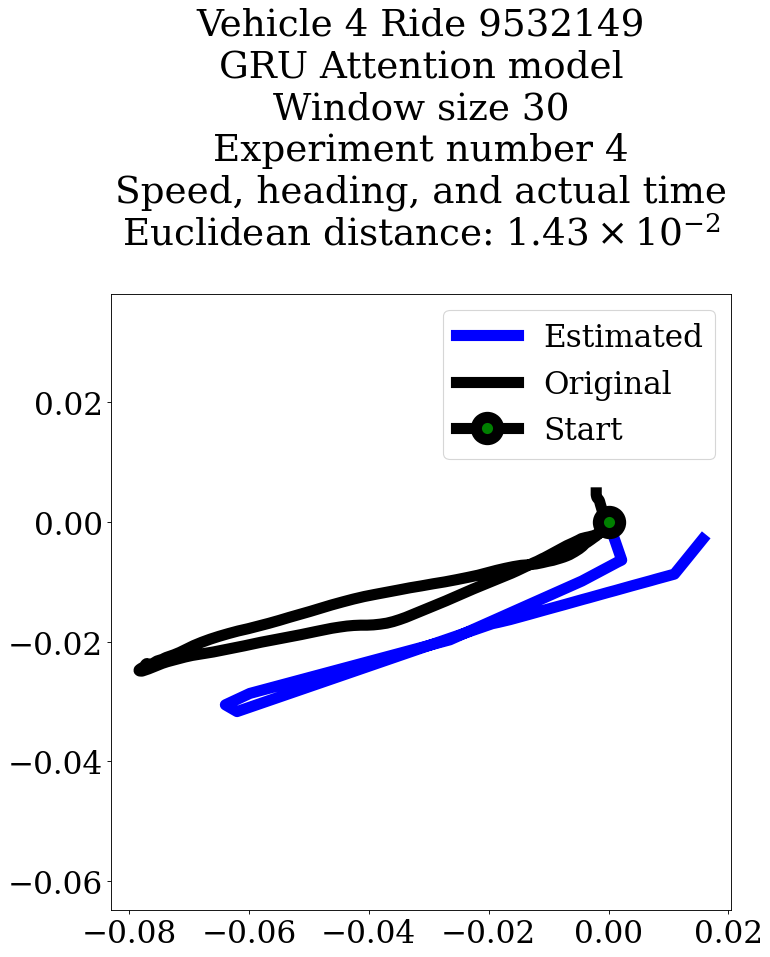 Vehicle 4 Ride 9532149
GRU Attention model
Window size 30
Experiment number 4
Speed, heading, and actual time
Euclidean distance: 1.43 × 10⁻²
Estimated
Original
Start
0.02
0.00
−0.02
−0.04
−0.06
−0.08 −0.06 −0.04 −0.02 0.00 0.02